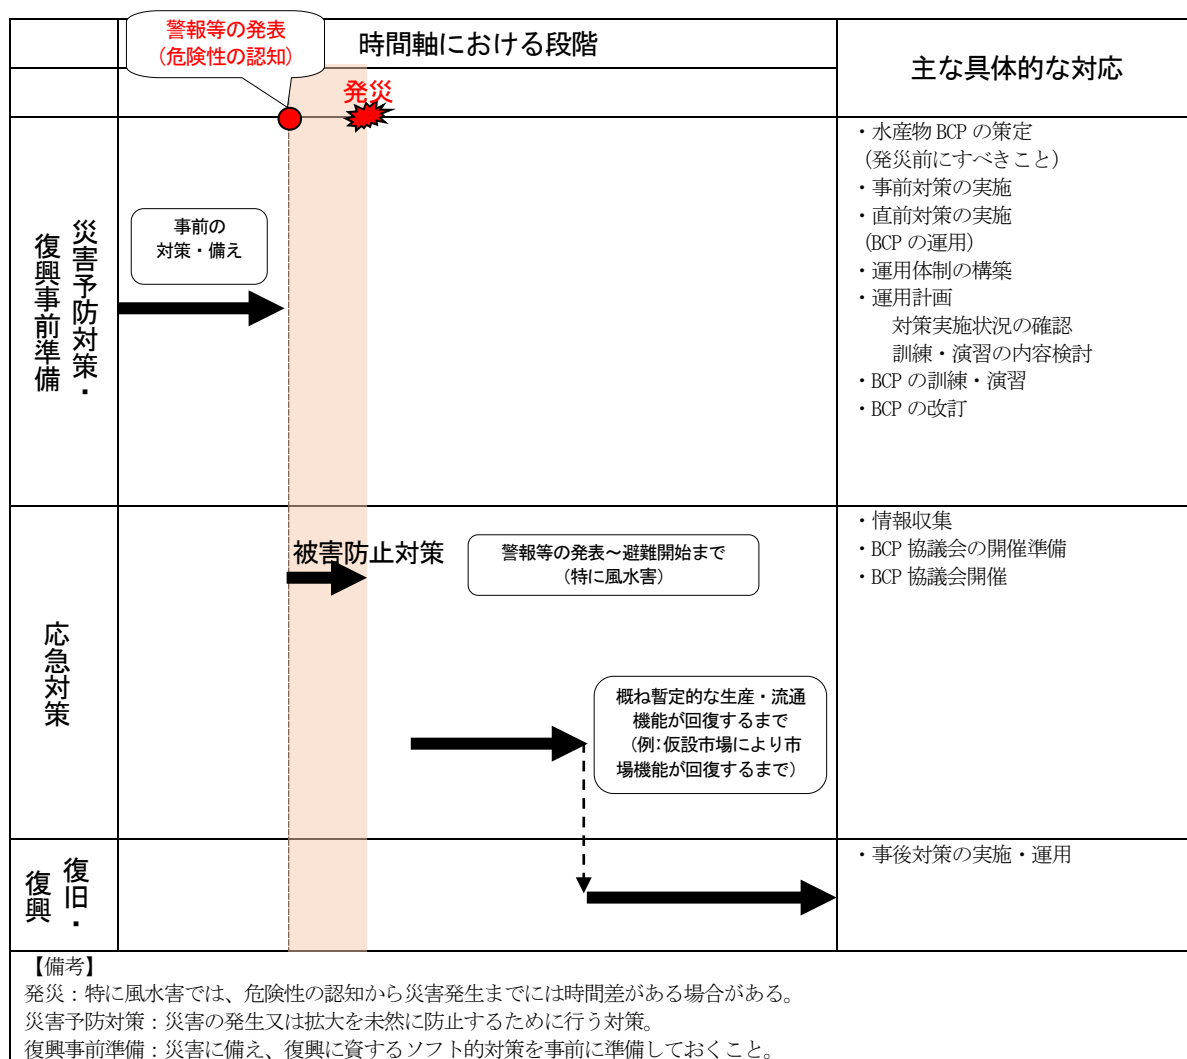 警報等の発表
(危険性の認知)
時間軸における段階
主な具体的な対応
発災
災害予防対策・
復興事前準備
事前の
対策・備え
・水産物 BCP の策定
(発災前にすべきこと)
・事前対策の実施
・直前対策の実施
(BCP の運用)
・運用体制の構築
・運用計画
対策実施状況の確認
訓練・演習の内容検討
・BCP の訓練・演習
・BCP の改訂
応急対策
被害防止対策
警報等の発表～避難開始まで
(特に風水害)
概ね暫定的な生産・流通
機能が回復するまで
(例:仮設市場により市
場機能が回復するまで)
・情報収集
・BCP 協議会の開催準備
・BCP 協議会開催
復旧・
復興
・事後対策の実施・運用
【備考】
発災：特に風水害では、危険性の認知から災害発生までには時間差がある場合がある。
災害予防対策：災害の発生又は拡大を未然に防止するために行う対策。
復興事前準備：災害に備え、復興に資するソフト的対策を事前に準備しておくこと。